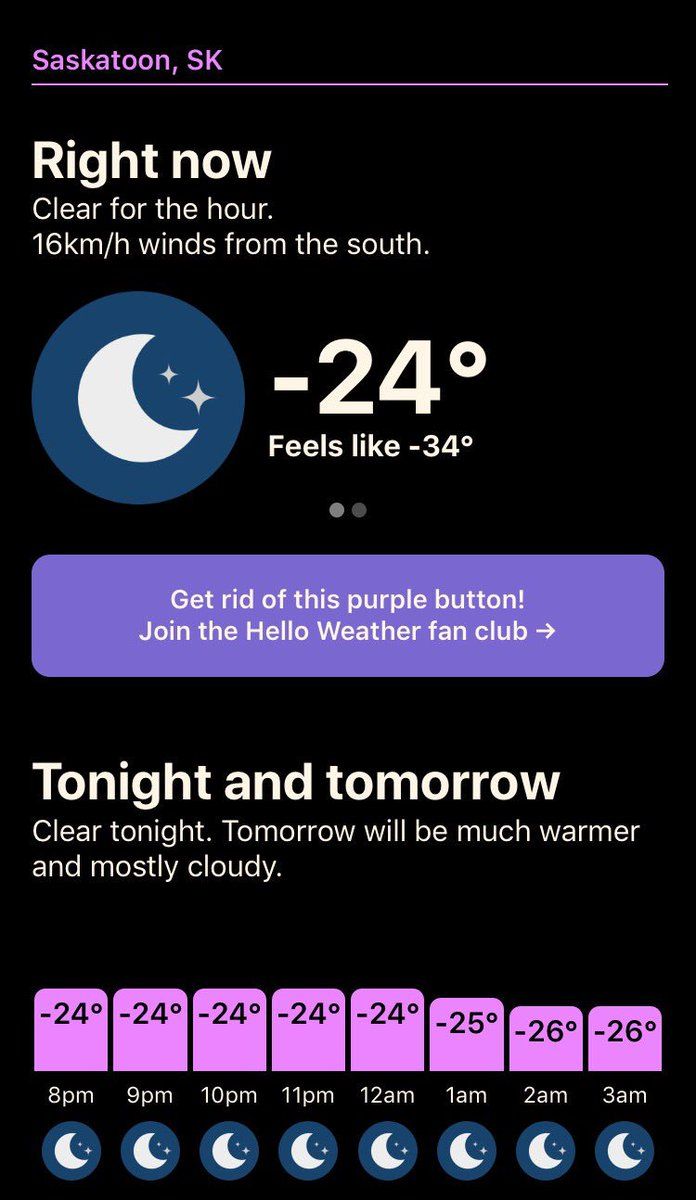 Saskatoon, SK
Right now
Clear for the hour.
16km/h winds from the south.
-24°
Feels like -34°
Get rid of this purple button!
Join the Hello Weather fan club →
Tonight and tomorrow
Clear tonight. Tomorrow will be much warmer
and mostly cloudy.
-24° -24° -24° -24° -24° -25° -26° -26°
8pm 9pm 10pm 11pm 12am 1am 2am 3am